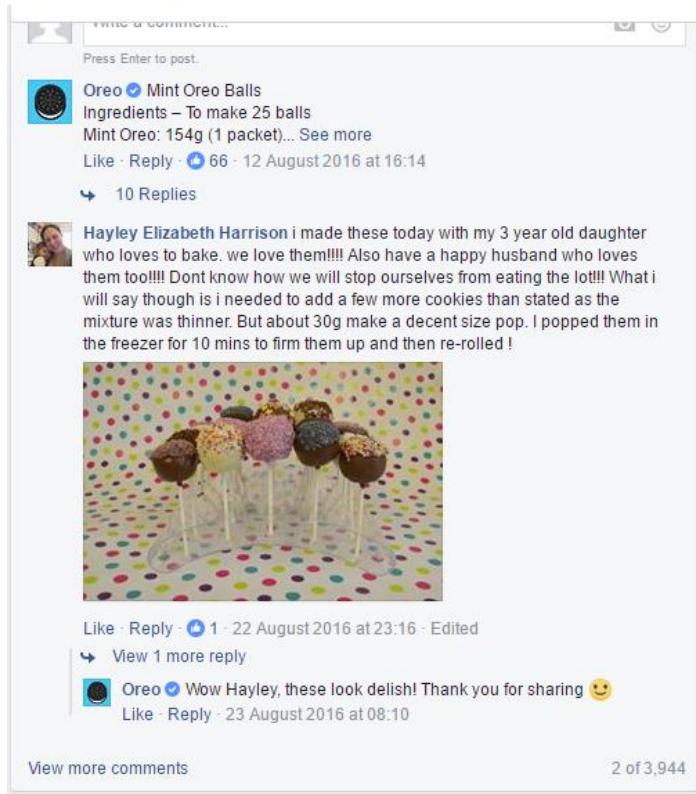 Write a comment...
Press Enter to post.
Oreo Mint Oreo Balls
Ingredients – To make 25 balls
Mint Oreo: 154g (1 packet)... See more
Like · Reply · 66 · 12 August 2016 at 16:14
10 Replies
Hayley Elizabeth Harrison i made these today with my 3 year old daughter
who loves to bake. we love them!!!! Also have a happy husband who loves
them too!!!! Dont know how we will stop ourselves from eating the lot!!! What i
will say though is i needed to add a few more cookies than stated as the
mixture was thinner. But about 30g make a decent size pop. I popped them in
the freezer for 10 mins to firm them up and then re-rolled !
Like · Reply · 1 · 22 August 2016 at 23:16 · Edited
View 1 more reply
Oreo Wow Hayley, these look delish! Thank you for sharing
Like · Reply · 23 August 2016 at 08:10
View more comments
2 of 3,944